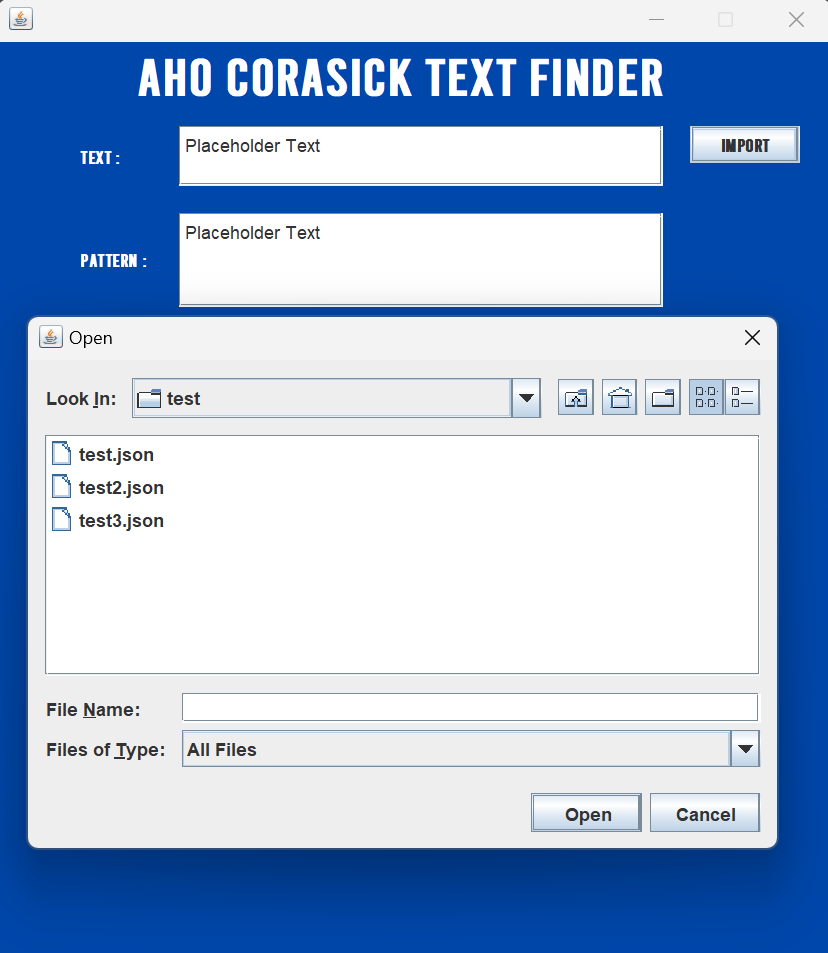 AHO CORASICK TEXT FINDER
TEXT :
Placeholder Text
IMPORT
PATTERN :
Placeholder Text
Open
Look In:
test
test.json
test2.json
test3.json
File Name:
Files of Type:
All Files
Open
Cancel